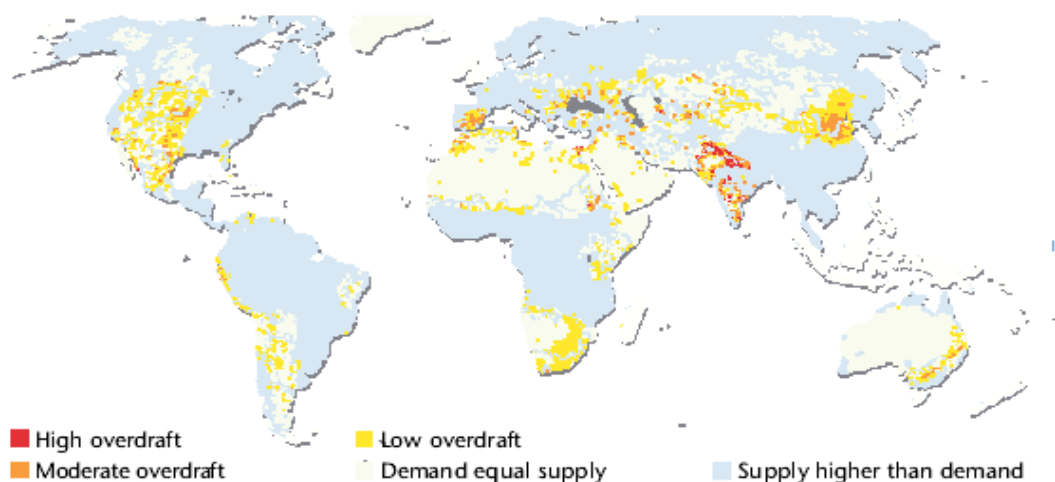 High overdraft
Low overdraft
Moderate overdraft
Demand equal supply
Supply higher than demand